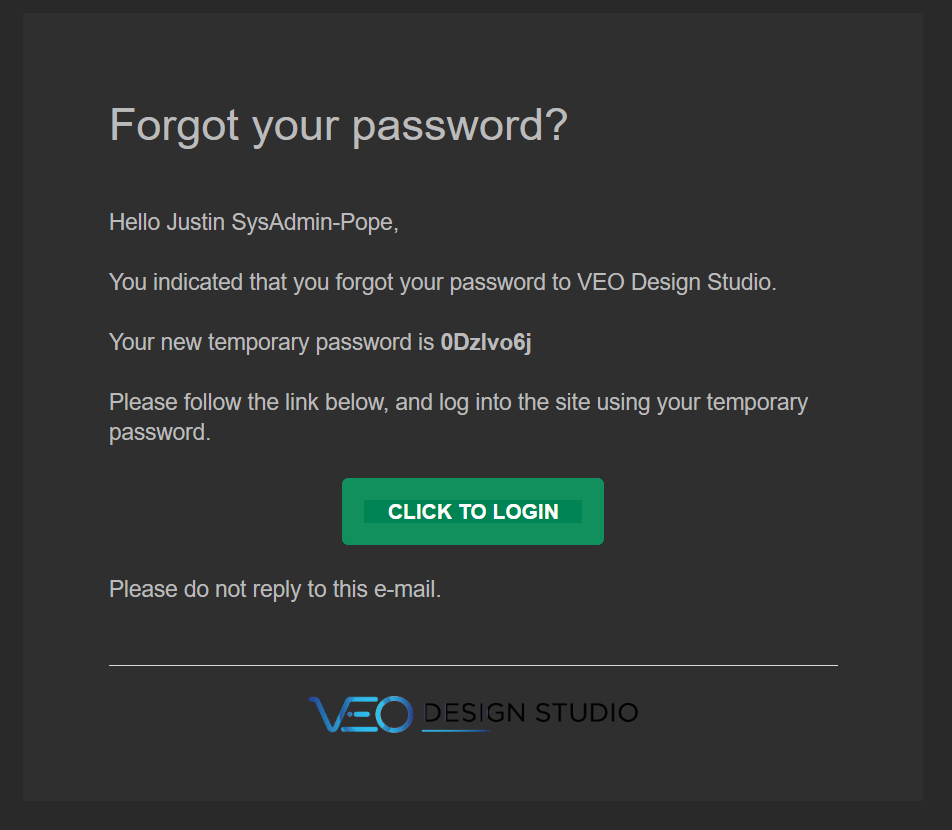 Forgot your password?
Hello Justin SysAdmin-Pope,
You indicated that you forgot your password to VEO Design Studio.
Your new temporary password is 0DzIvo6j
Please follow the link below, and log into the site using your temporary
password.
CLICK TO LOGIN
Please do not reply to this e-mail.
VEO DESIGN STUDIO